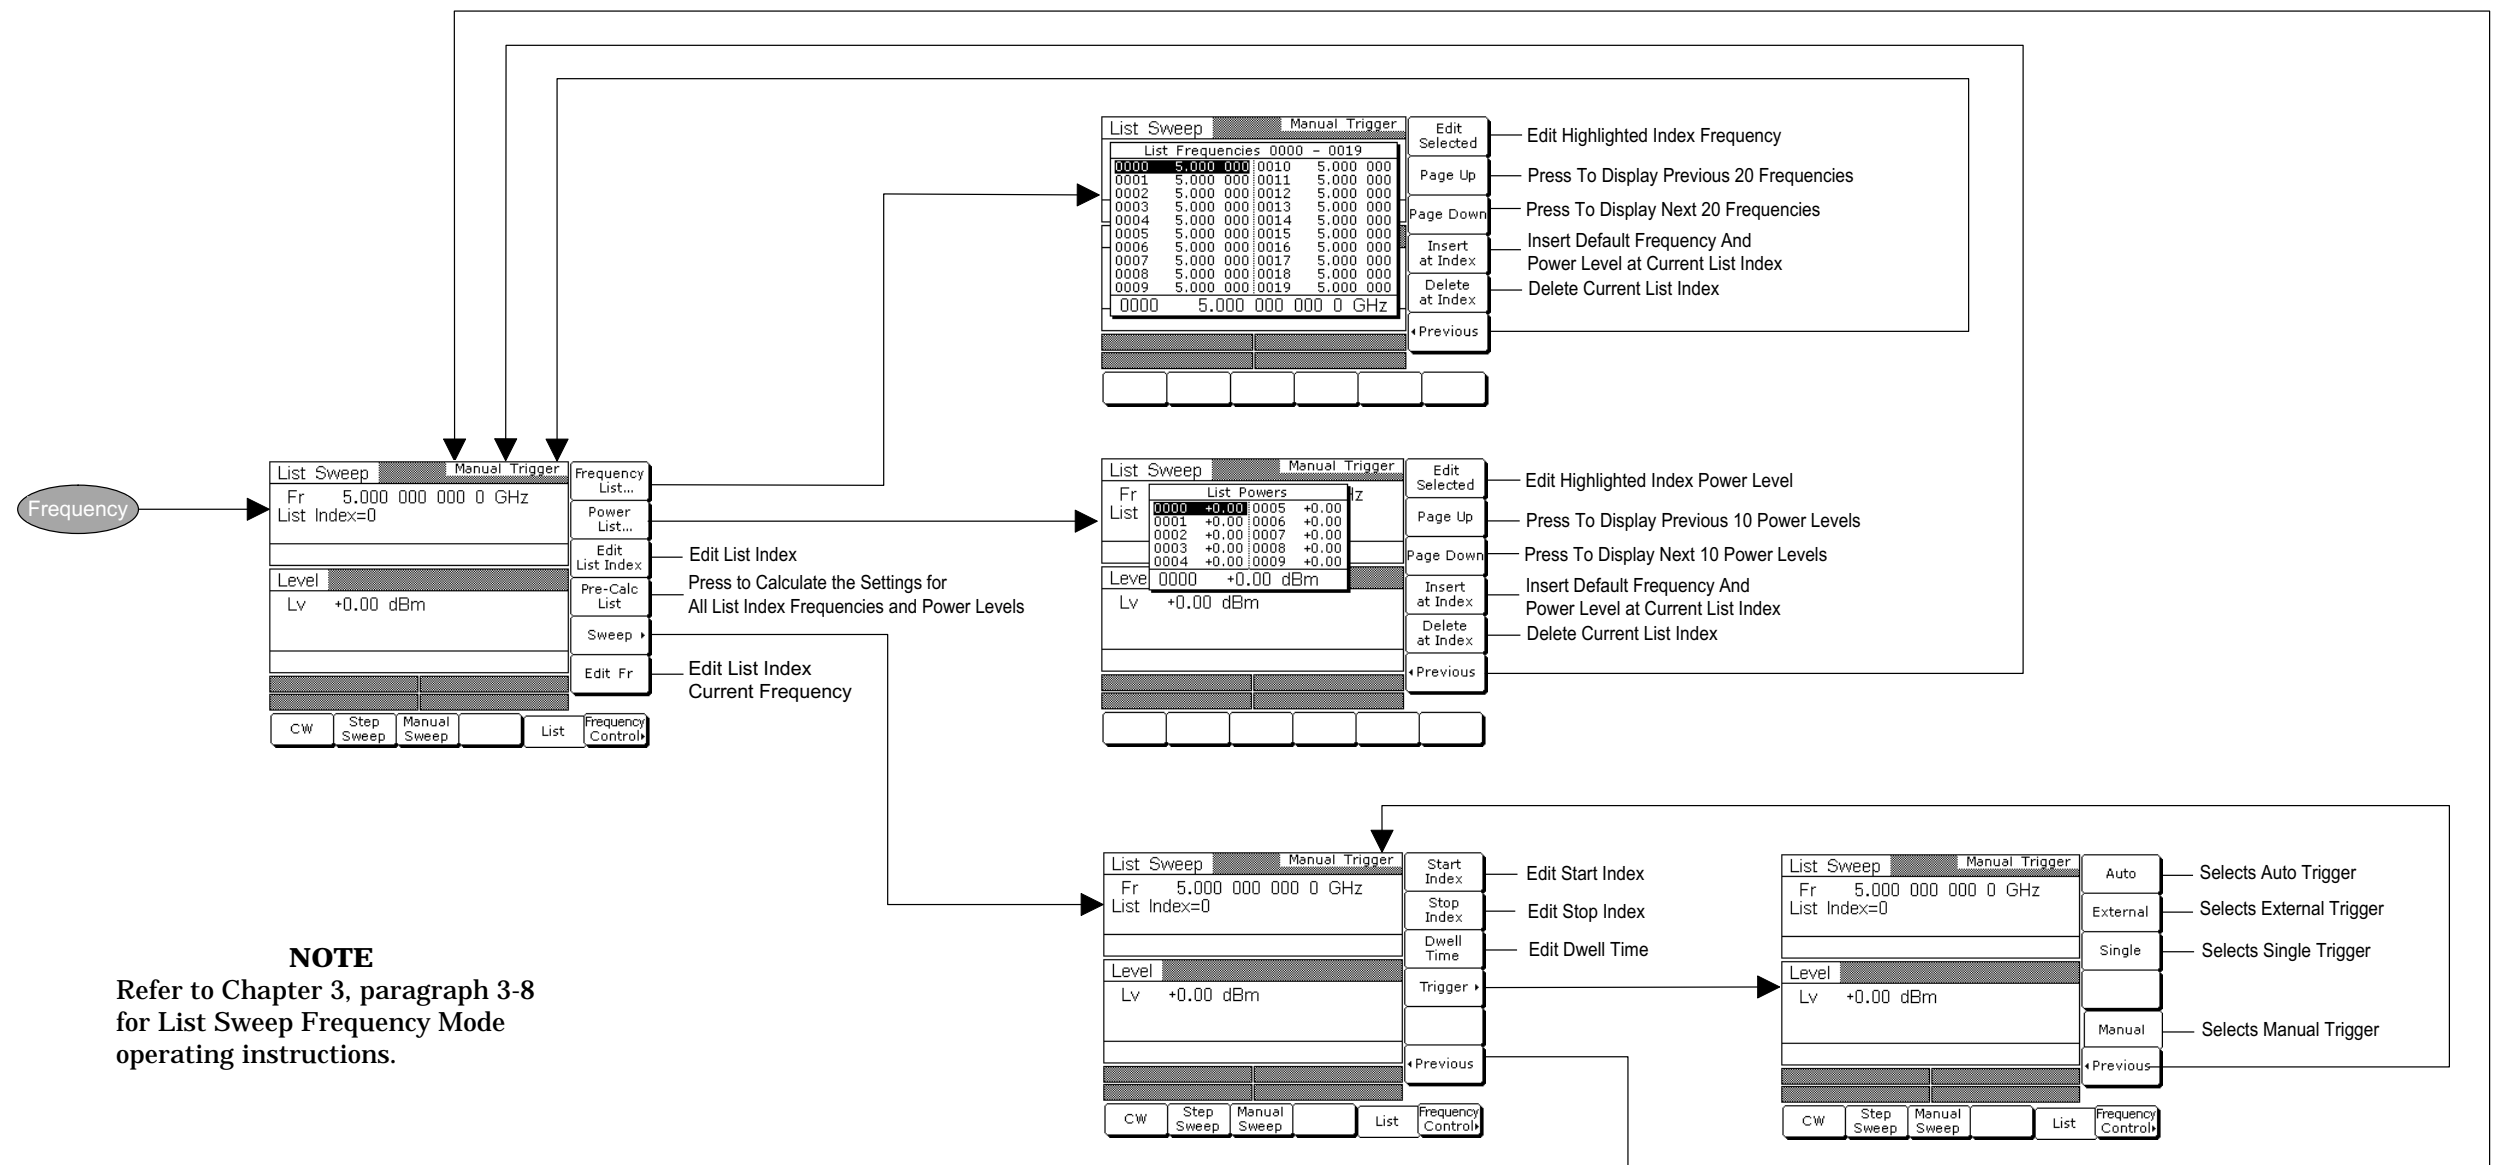 Frequency
List Sweep Manual Trigger
Fr 5.000 000 000 0 GHz
List Index=0
Level
Lv +0.00 dBm
Frequency
List...
Power
List...
Edit
List Index
Pre-Calc
List
Sweep
Edit Fr
CW
Step
Sweep
Manual
Sweep
List
Frequency
Control
Edit List Index
Press to Calculate the Settings for
All List Index Frequencies and Power Levels
Edit List Index
Current Frequency
List Sweep Manual Trigger
List Frequencies 0000 - 0019
0000 5.000 000 0010 5.000 000
0001 5.000 000 0011 5.000 000
0002 5.000 000 0012 5.000 000
0003 5.000 000 0013 5.000 000
0004 5.000 000 0014 5.000 000
0005 5.000 000 0015 5.000 000
0006 5.000 000 0016 5.000 000
0007 5.000 000 0017 5.000 000
0008 5.000 000 0018 5.000 000
0009 5.000 000 0019 5.000 000
0000 5.000 000 000 0 GHz
Edit
Selected
Page Up
Page Down
Insert
at Index
Delete
at Index
Previous
Edit Highlighted Index Frequency
Press To Display Previous 20 Frequencies
Press To Display Next 20 Frequencies
Insert Default Frequency And
Power Level at Current List Index
Delete Current List Index
List Sweep Manual Trigger
Fr List Powers Hz
List
0000 +0.00 0005 +0.00
0001 +0.00 0006 +0.00
0002 +0.00 0007 +0.00
0003 +0.00 0008 +0.00
0004 +0.00 0009 +0.00
Leve 0000 +0.00 dBm
Lv +0.00 dBm
Edit
Selected
Page Up
Page Down
Insert
at Index
Delete
at Index
Previous
Edit Highlighted Index Power Level
Press To Display Previous 10 Power Levels
Press To Display Next 10 Power Levels
Insert Default Frequency And
Power Level at Current List Index
Delete Current List Index
List Sweep Manual Trigger
Fr 5.000 000 000 0 GHz
List Index=0
Level
Lv +0.00 dBm
Start
Index
Stop
Index
Dwell
Time
Trigger
Previous
CW
Step
Sweep
Manual
Sweep
List
Frequency
Control
Edit Start Index
Edit Stop Index
Edit Dwell Time
List Sweep Manual Trigger
Fr 5.000 000 000 0 GHz
List Index=0
Level
Lv +0.00 dBm
Auto
External
Single
Manual
Previous
CW
Step
Sweep
Manual
Sweep
List
Frequency
Control
Selects Auto Trigger
Selects External Trigger
Selects Single Trigger
Selects Manual Trigger
NOTE
Refer to Chapter 3, paragraph 3-8
for List Sweep Frequency Mode
operating instructions.